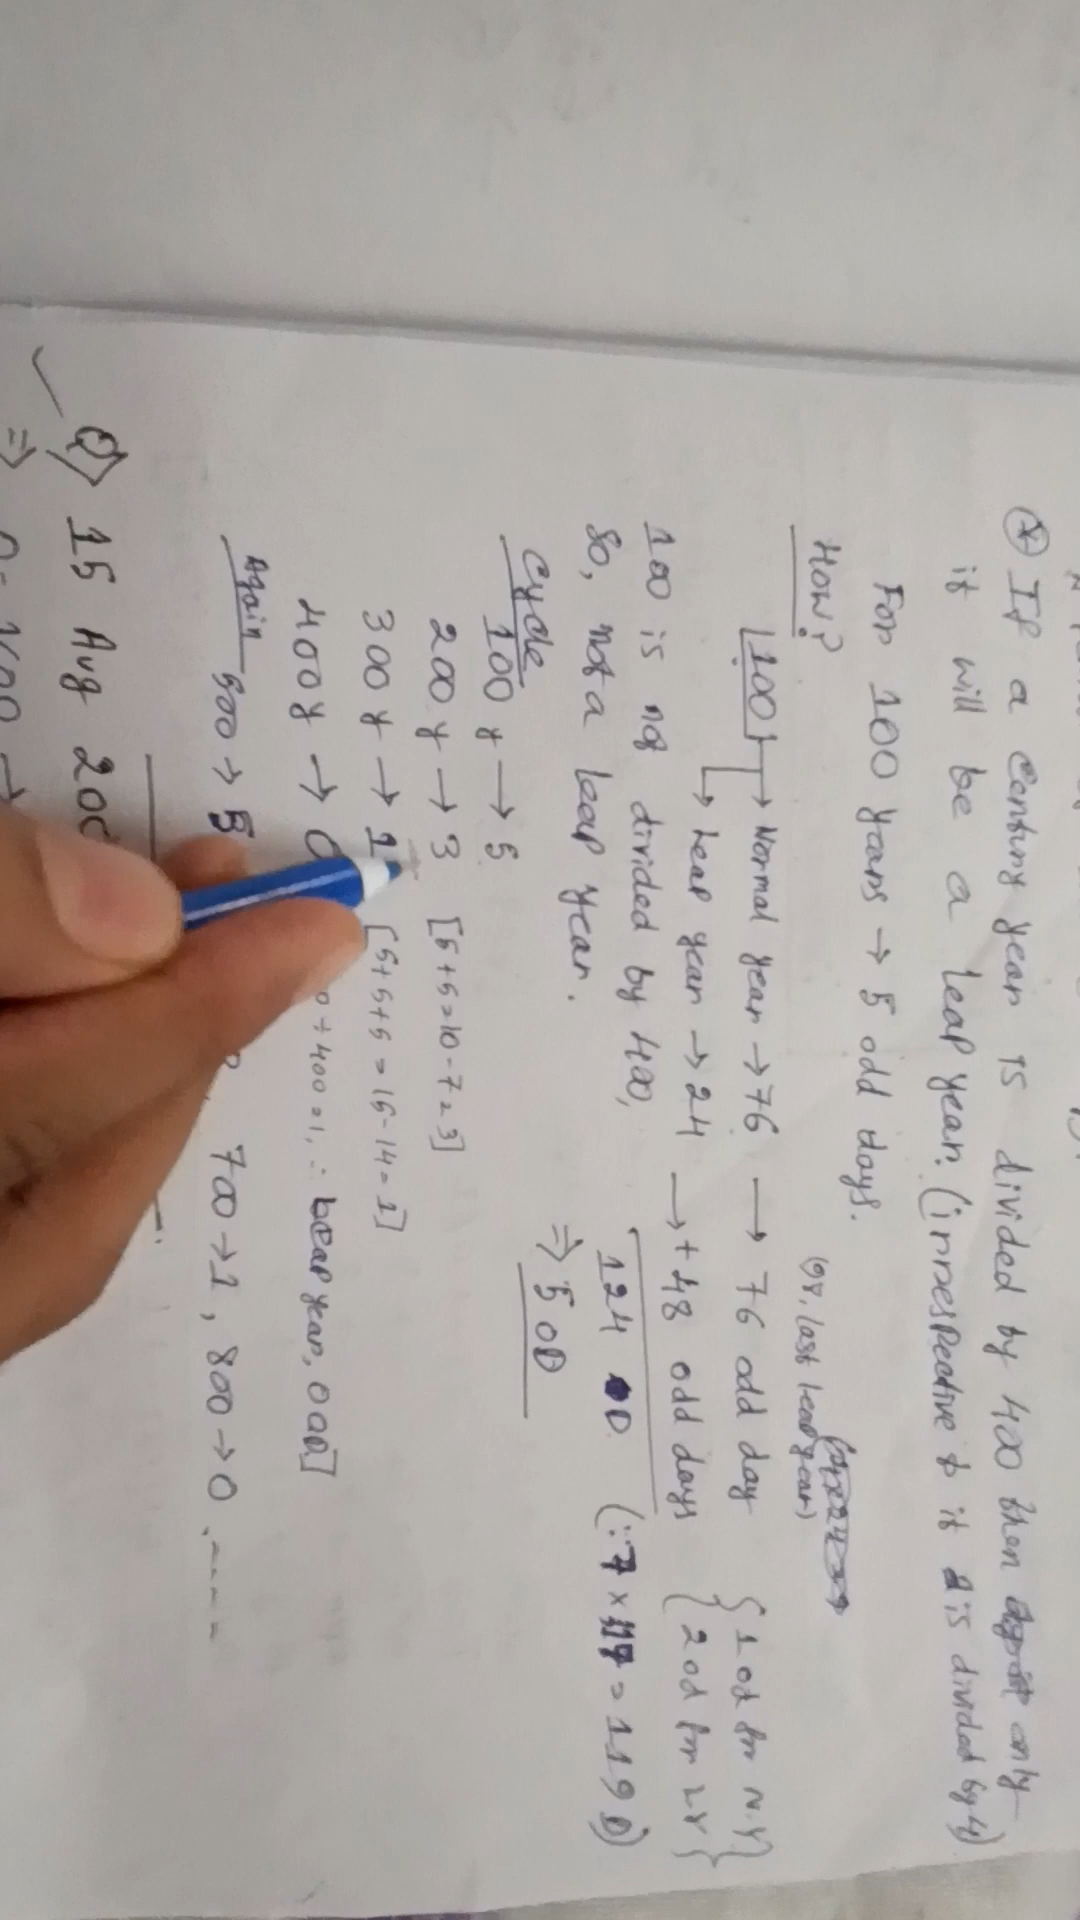 ⊛ If a century year is divided by 400 then only
it will be a leap year. (irrespective it is divided by 4)
For 100 years → 5 odd days.
How?
(or, last leap year)
100 → Normal year → 76 → 76 odd day { 1 od for N.Y }
↳ Leap year → 24 → + 48 odd days { 2 od for LY }
100 is not divided by 400, 124 OD (∵ 7 × 17 = 119 D)
so, not a leap year. ⇒ 5 OD
Cycle
100 y → 5
200 y → 3 [5+5=10-7=3]
300 y → 1 [5+5+5=15-14=1]
400 y → 0 ÷400=1, ∴ Leap year, 0 OD]
Again 500 → 5 700→1, 800→0 ----
Q) 15 Aug 20
⇒